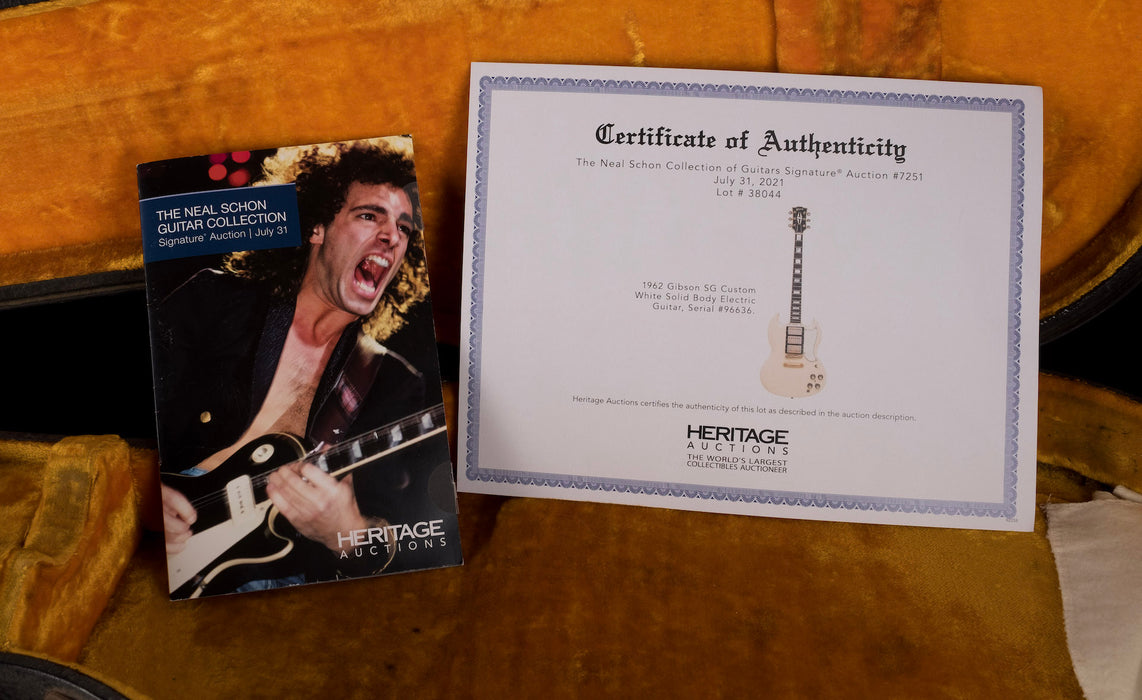 THE NEAL SCHON
GUITAR COLLECTION
Signature® Auction | July 31
HERITAGE
AUCTIONS
Certificate of Authenticity
The Neal Schon Collection of Guitars Signature® Auction #7251
July 31, 2021
Lot # 38044
1962 Gibson SG Custom
White Solid Body Electric
Guitar, Serial #96636.
Heritage Auctions certifies the authenticity of this lot as described in the auction description.
HERITAGE
AUCTIONS
THE WORLD'S LARGEST
COLLECTIBLES AUCTIONEER